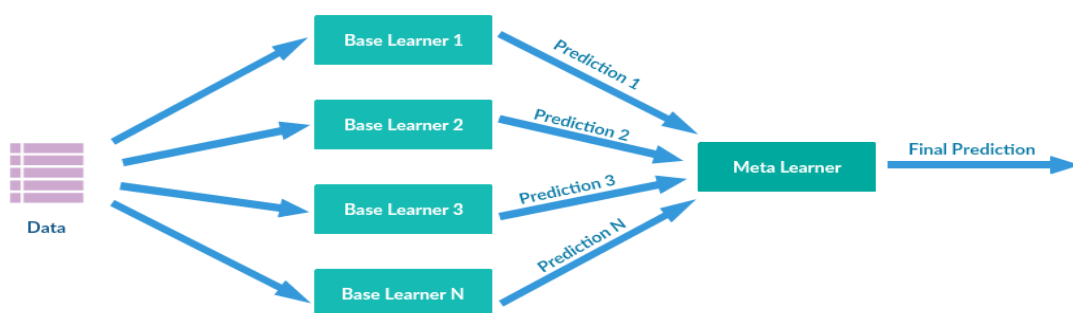 Data
Base Learner 1
Base Learner 2
Base Learner 3
Base Learner N
Prediction 1
Prediction 2
Prediction 3
Prediction N
Meta Learner
Final Prediction